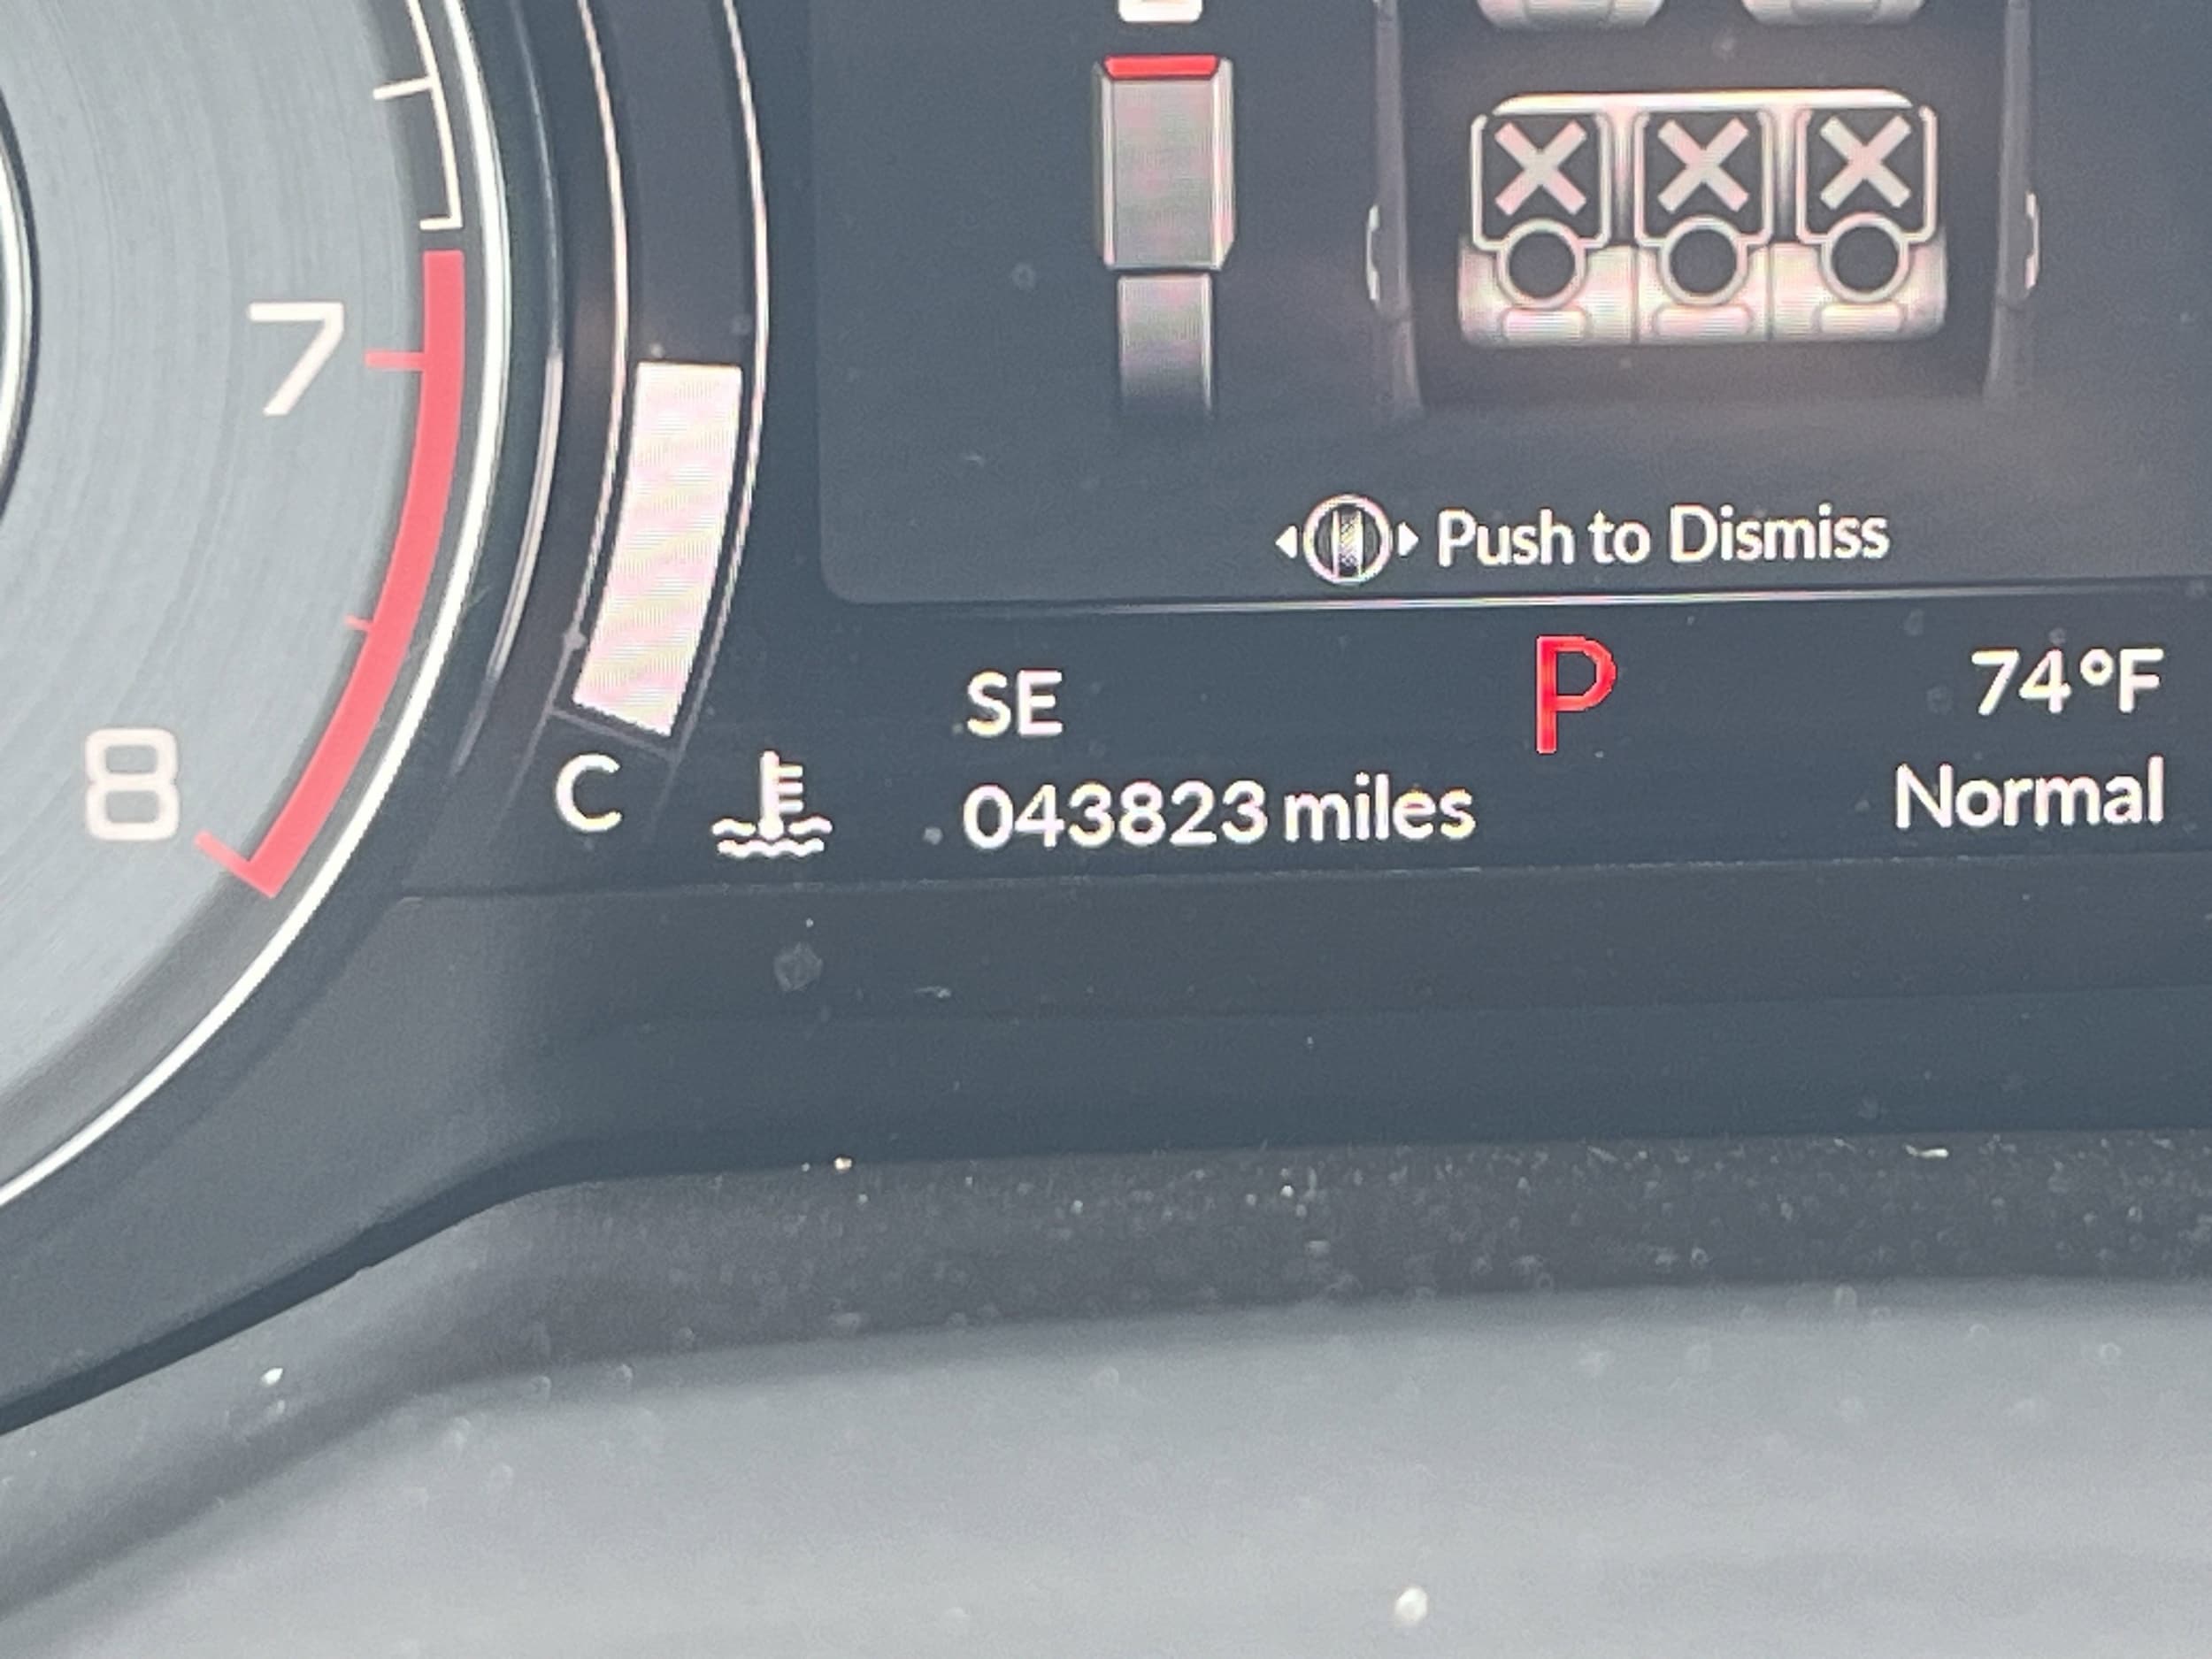 7
8
C
Push to Dismiss
SE
P
74°F
043823 miles
Normal